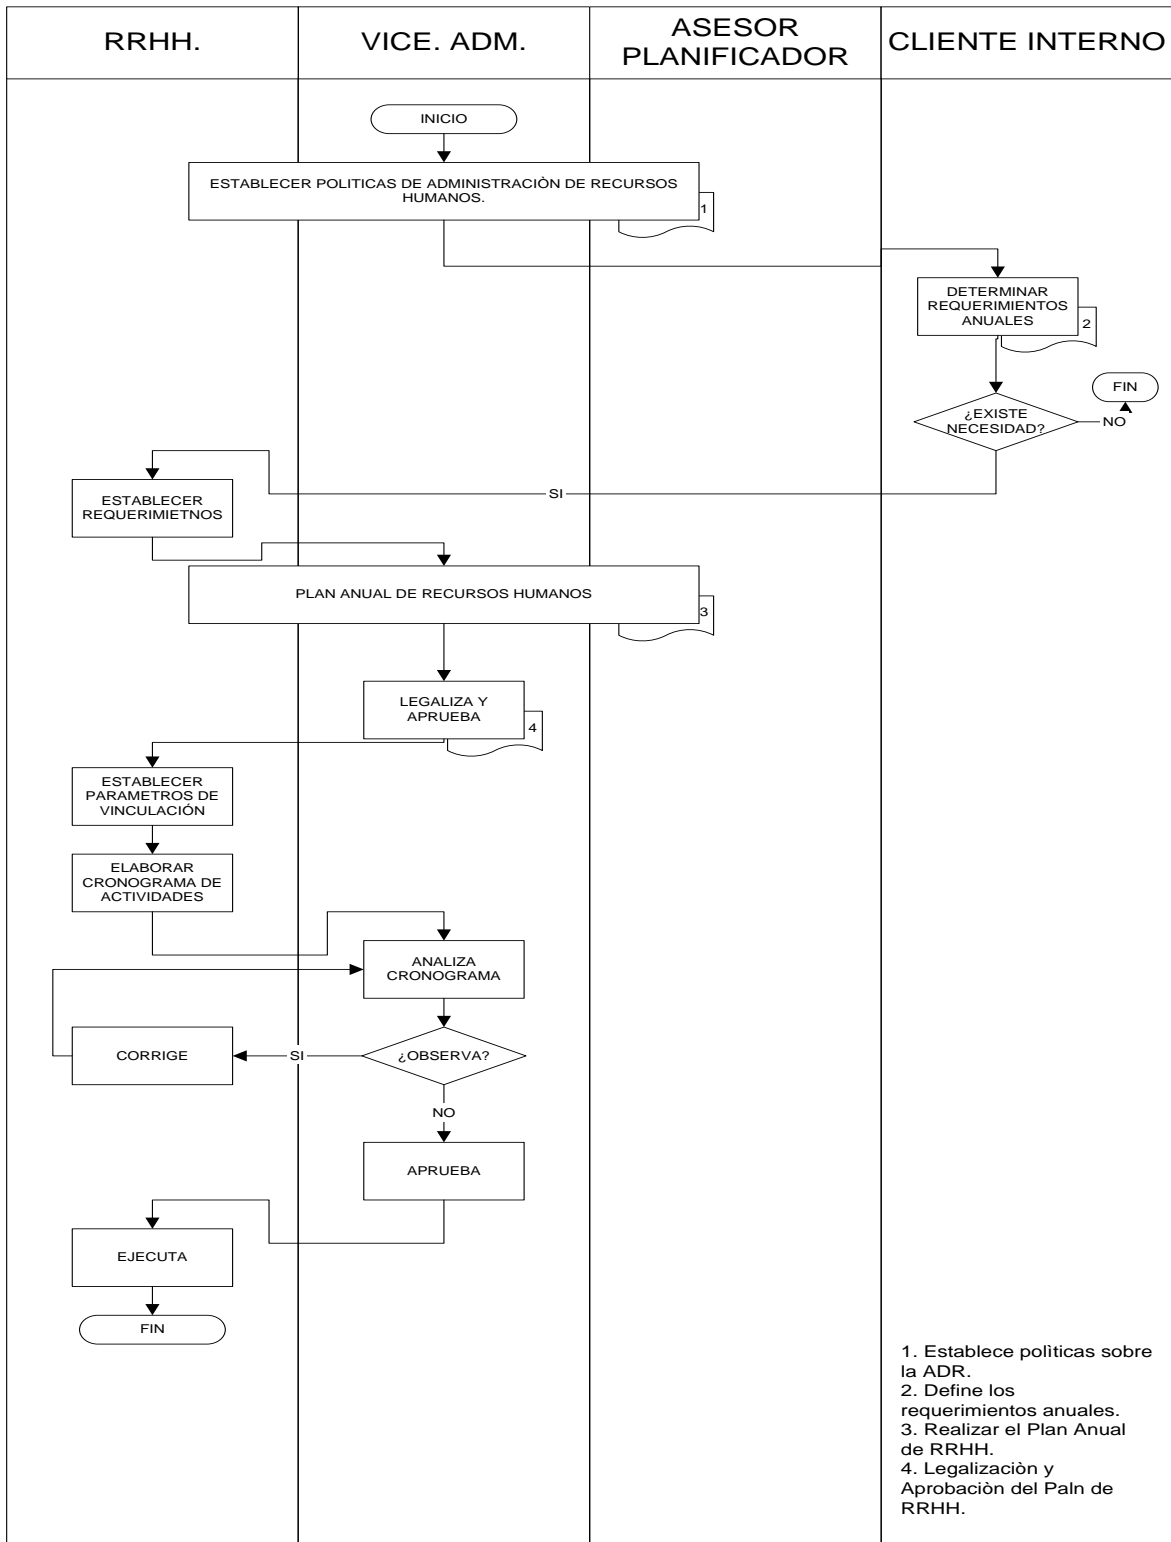 RRHH.
VICE. ADM.
ASESOR
PLANIFICADOR
CLIENTE INTERNO
INICIO
ESTABLECER POLITICAS DE ADMINISTRACIÒN DE RECURSOS
HUMANOS.
1
DETERMINAR
REQUERIMIENTOS
ANUALES
2
FIN
¿EXISTE
NECESIDAD?
NO
SI
ESTABLECER
REQUERIMIETNOS
PLAN ANUAL DE RECURSOS HUMANOS
3
LEGALIZA Y
APRUEBA
4
ESTABLECER
PARAMETROS DE
VINCULACIÓN
ELABORAR
CRONOGRAMA DE
ACTIVIDADES
ANALIZA
CRONOGRAMA
CORRIGE
SI
¿OBSERVA?
NO
APRUEBA
EJECUTA
FIN
1. Establece polìticas sobre
la ADR.
2. Define los
requerimientos anuales.
3. Realizar el Plan Anual
de RRHH.
4. Legalizaciòn y
Aprobaciòn del Paln de
RRHH.